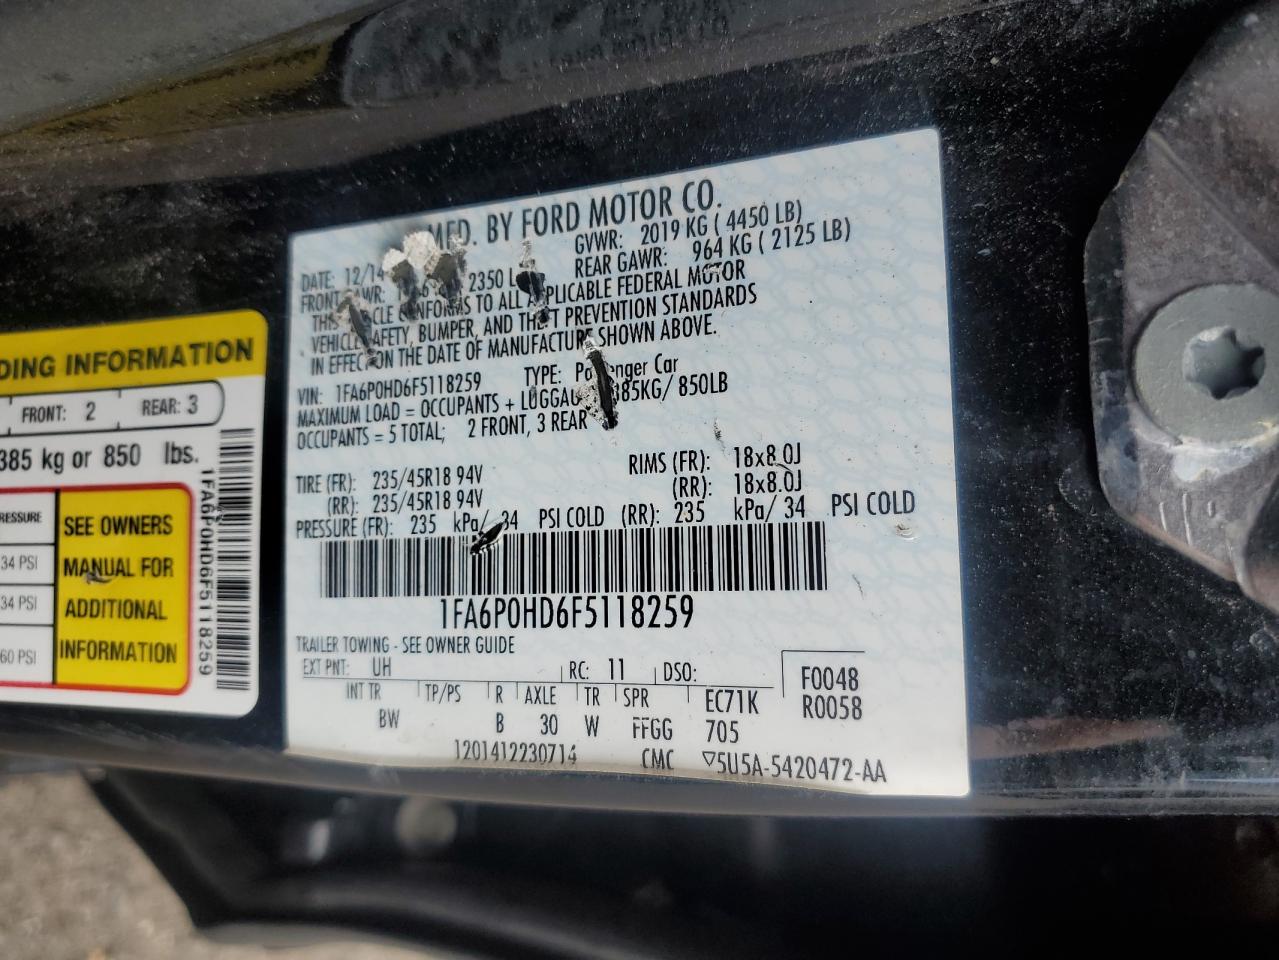 MFD. BY FORD MOTOR CO.
DATE: 12/14 GVWR: 2019 KG ( 4450 LB)
FRONT GAWR: 2350 L REAR GAWR: 964 KG ( 2125 LB)
THIS VEHICLE CONFORMS TO ALL APPLICABLE FEDERAL MOTOR
VEHICLE SAFETY, BUMPER, AND THEFT PREVENTION STANDARDS
IN EFFECT ON THE DATE OF MANUFACTURE SHOWN ABOVE.
VIN: 1FA6P0HD6F5118259 TYPE: Passenger Car
MAXIMUM LOAD = OCCUPANTS + LUGGAGE 385KG/ 850LB
OCCUPANTS = 5 TOTAL; 2 FRONT, 3 REAR
TIRE (FR): 235/45R18 94V RIMS (FR): 18x8.0J
(RR): 235/45R18 94V (RR): 18x8.0J
PRESSURE (FR): 235 kPa/ 34 PSI COLD (RR): 235 kPa/ 34 PSI COLD
1FA6P0HD6F5118259
TRAILER TOWING - SEE OWNER GUIDE
EXT PNT: UH RC: 11 DSO: F0048
R0058
INT TR TP/PS R AXLE TR SPR EC71K
BW B 30 W FFGG 705
1201412230714 CMC ▽5U5A-5420472-AA
DING INFORMATION
FRONT: 2 REAR: 3
385 kg or 850 lbs.
RESSURE
34 PSI
34 PSI
60 PSI
SEE OWNERS
MANUAL FOR
ADDITIONAL
INFORMATION
1FA6P0HD6F5118259